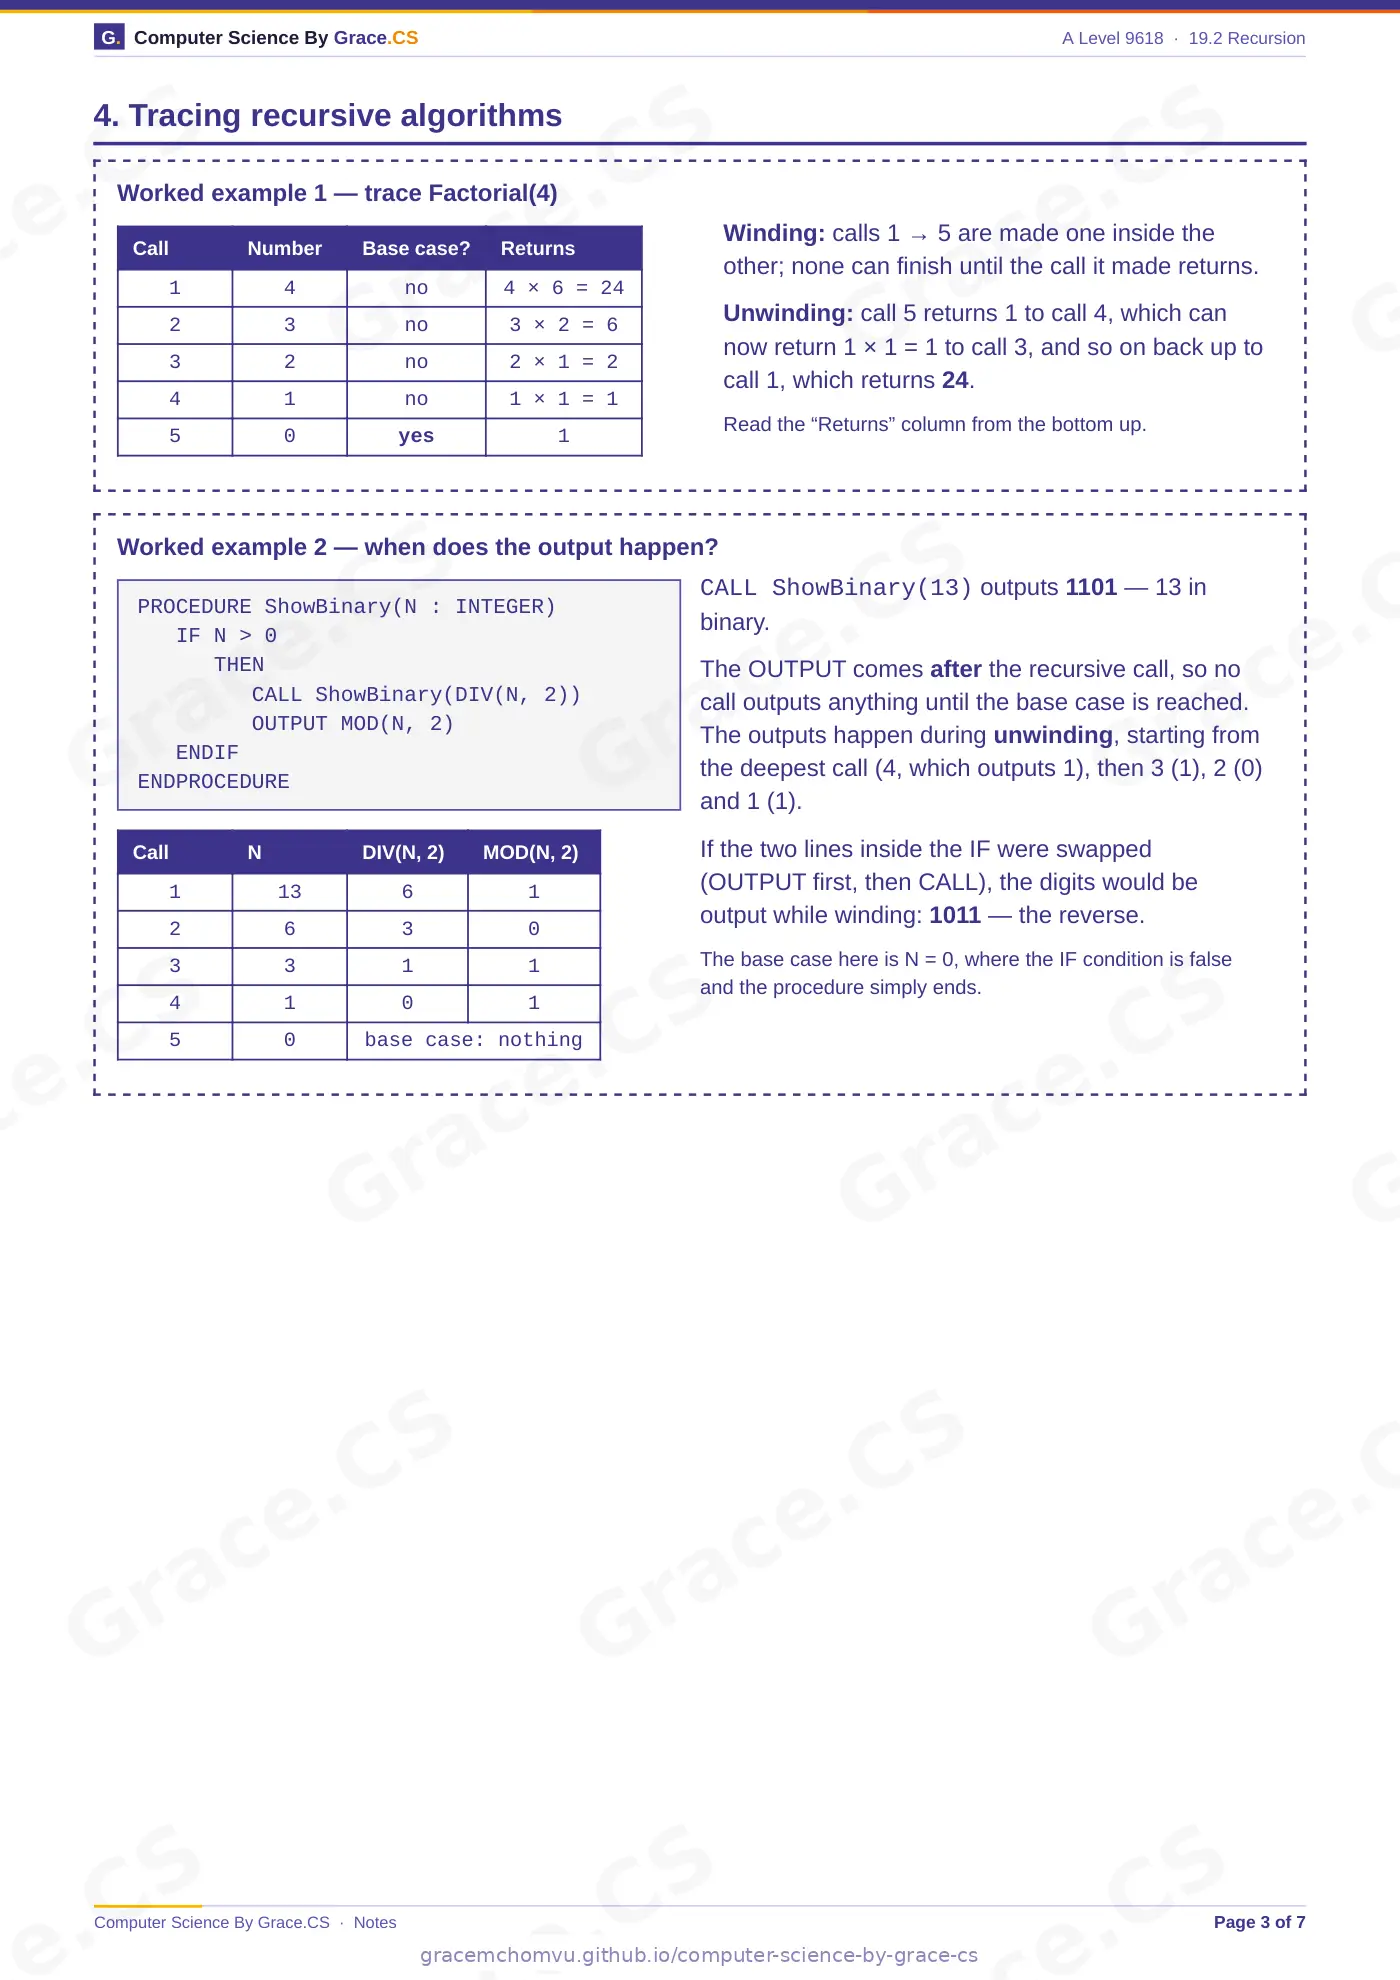 G. Computer Science By Grace.CS
A Level 9618 · 19.2 Recursion
4. Tracing recursive algorithms
Worked example 1 — trace Factorial(4)
Call Number Base case? Returns
1 4 no 4 × 6 = 24
2 3 no 3 × 2 = 6
3 2 no 2 × 1 = 2
4 1 no 1 × 1 = 1
5 0 yes 1
Winding: calls 1 → 5 are made one inside the
other; none can finish until the call it made returns.
Unwinding: call 5 returns 1 to call 4, which can
now return 1 × 1 = 1 to call 3, and so on back up to
call 1, which returns 24.
Read the “Returns” column from the bottom up.
Worked example 2 — when does the output happen?
PROCEDURE ShowBinary(N : INTEGER)
IF N > 0
THEN
CALL ShowBinary(DIV(N, 2))
OUTPUT MOD(N, 2)
ENDIF
ENDPROCEDURE
Call N DIV(N, 2) MOD(N, 2)
1 13 6 1
2 6 3 0
3 3 1 1
4 1 0 1
5 0 base case: nothing
CALL ShowBinary(13) outputs 1101 — 13 in
binary.
The OUTPUT comes after the recursive call, so no
call outputs anything until the base case is reached.
The outputs happen during unwinding, starting from
the deepest call (4, which outputs 1), then 3 (1), 2 (0)
and 1 (1).
If the two lines inside the IF were swapped
(OUTPUT first, then CALL), the digits would be
output while winding: 1011 — the reverse.
The base case here is N = 0, where the IF condition is false
and the procedure simply ends.
Computer Science By Grace.CS · Notes
Page 3 of 7
gracemchomvu.github.io/computer-science-by-grace-cs